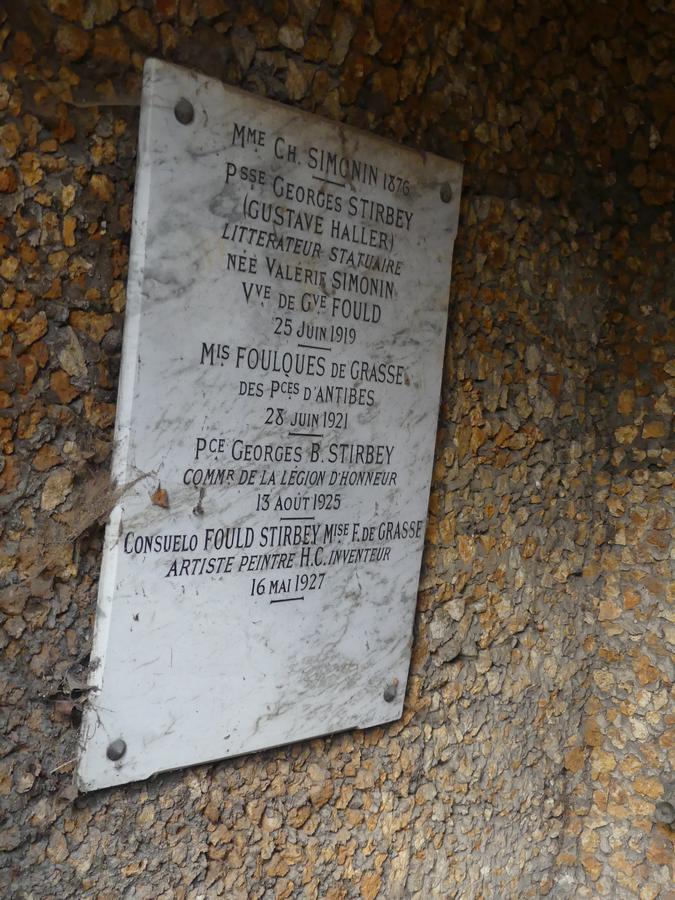 Mme Ch. SIMONIN 1876
Psse Georges STIRBEY
(GUSTAVE HALLER)
LITTERATEUR STATUAIRE
NÉE VALÉRIE SIMONIN
Vve DE Gve FOULD
25 JUIN 1919
Mis FOULQUES DE GRASSE
DES Pces D'ANTIBES
28 JUIN 1921
Pce GEORGES B. STIRBEY
COMMR DE LA LÉGION D'HONNEUR
13 AOUT 1925
CONSUELO FOULD STIRBEY Mise F. DE GRASSE
ARTISTE PEINTRE H.C. INVENTEUR
16 MAI 1927